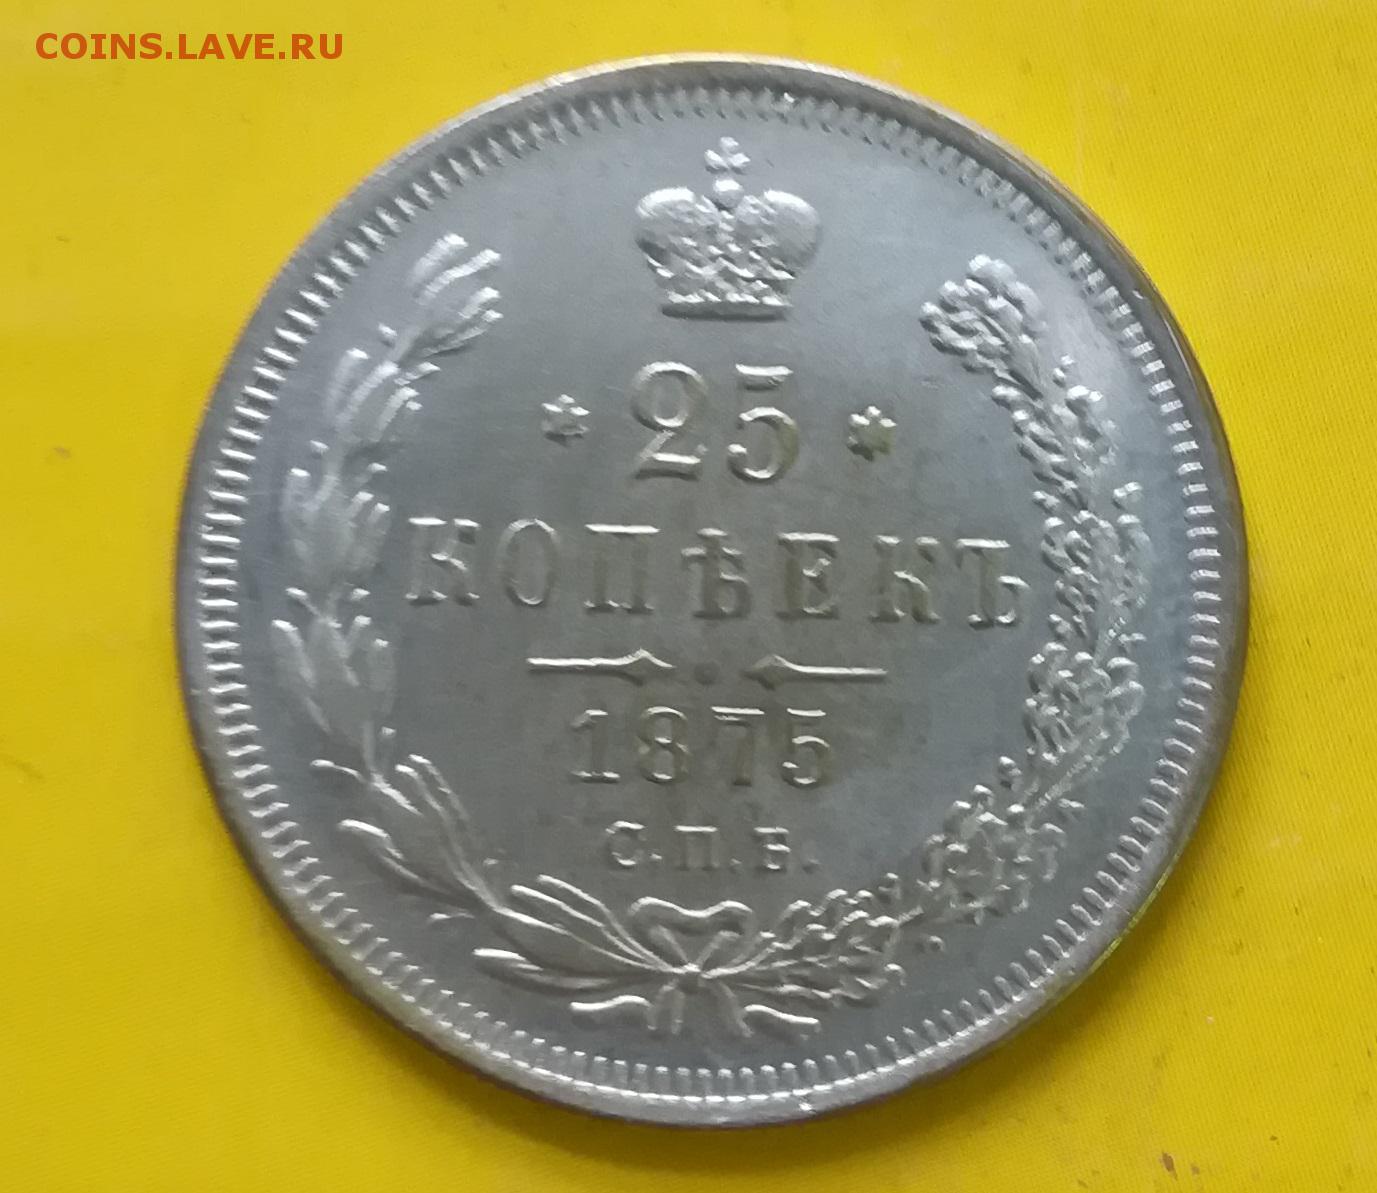 COINS.LAVE.RU
* 25 *
КОПѢЕКЪ
1875
С.П.Б.